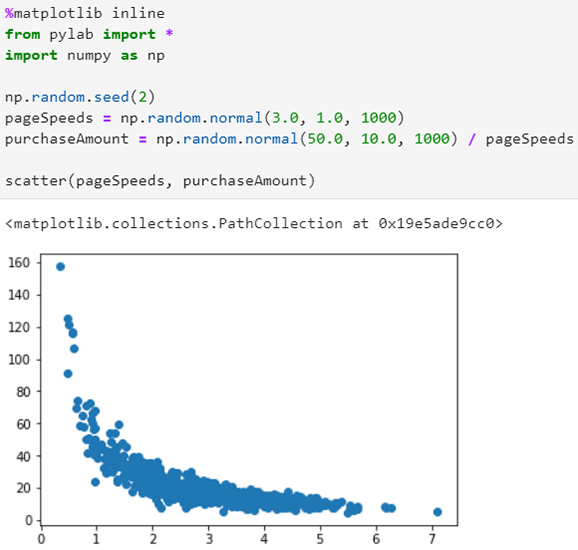 %matplotlib inline
from pylab import *
import numpy as np
np.random.seed(2)
pageSpeeds = np.random.normal(3.0, 1.0, 1000)
purchaseAmount = np.random.normal(50.0, 10.0, 1000) / pageSpeeds
scatter(pageSpeeds, purchaseAmount)
<matplotlib.collections.PathCollection at 0x19e5ade9cc0>
160
140
120
100
80
60
40
20
0
0 1 2 3 4 5 6 7